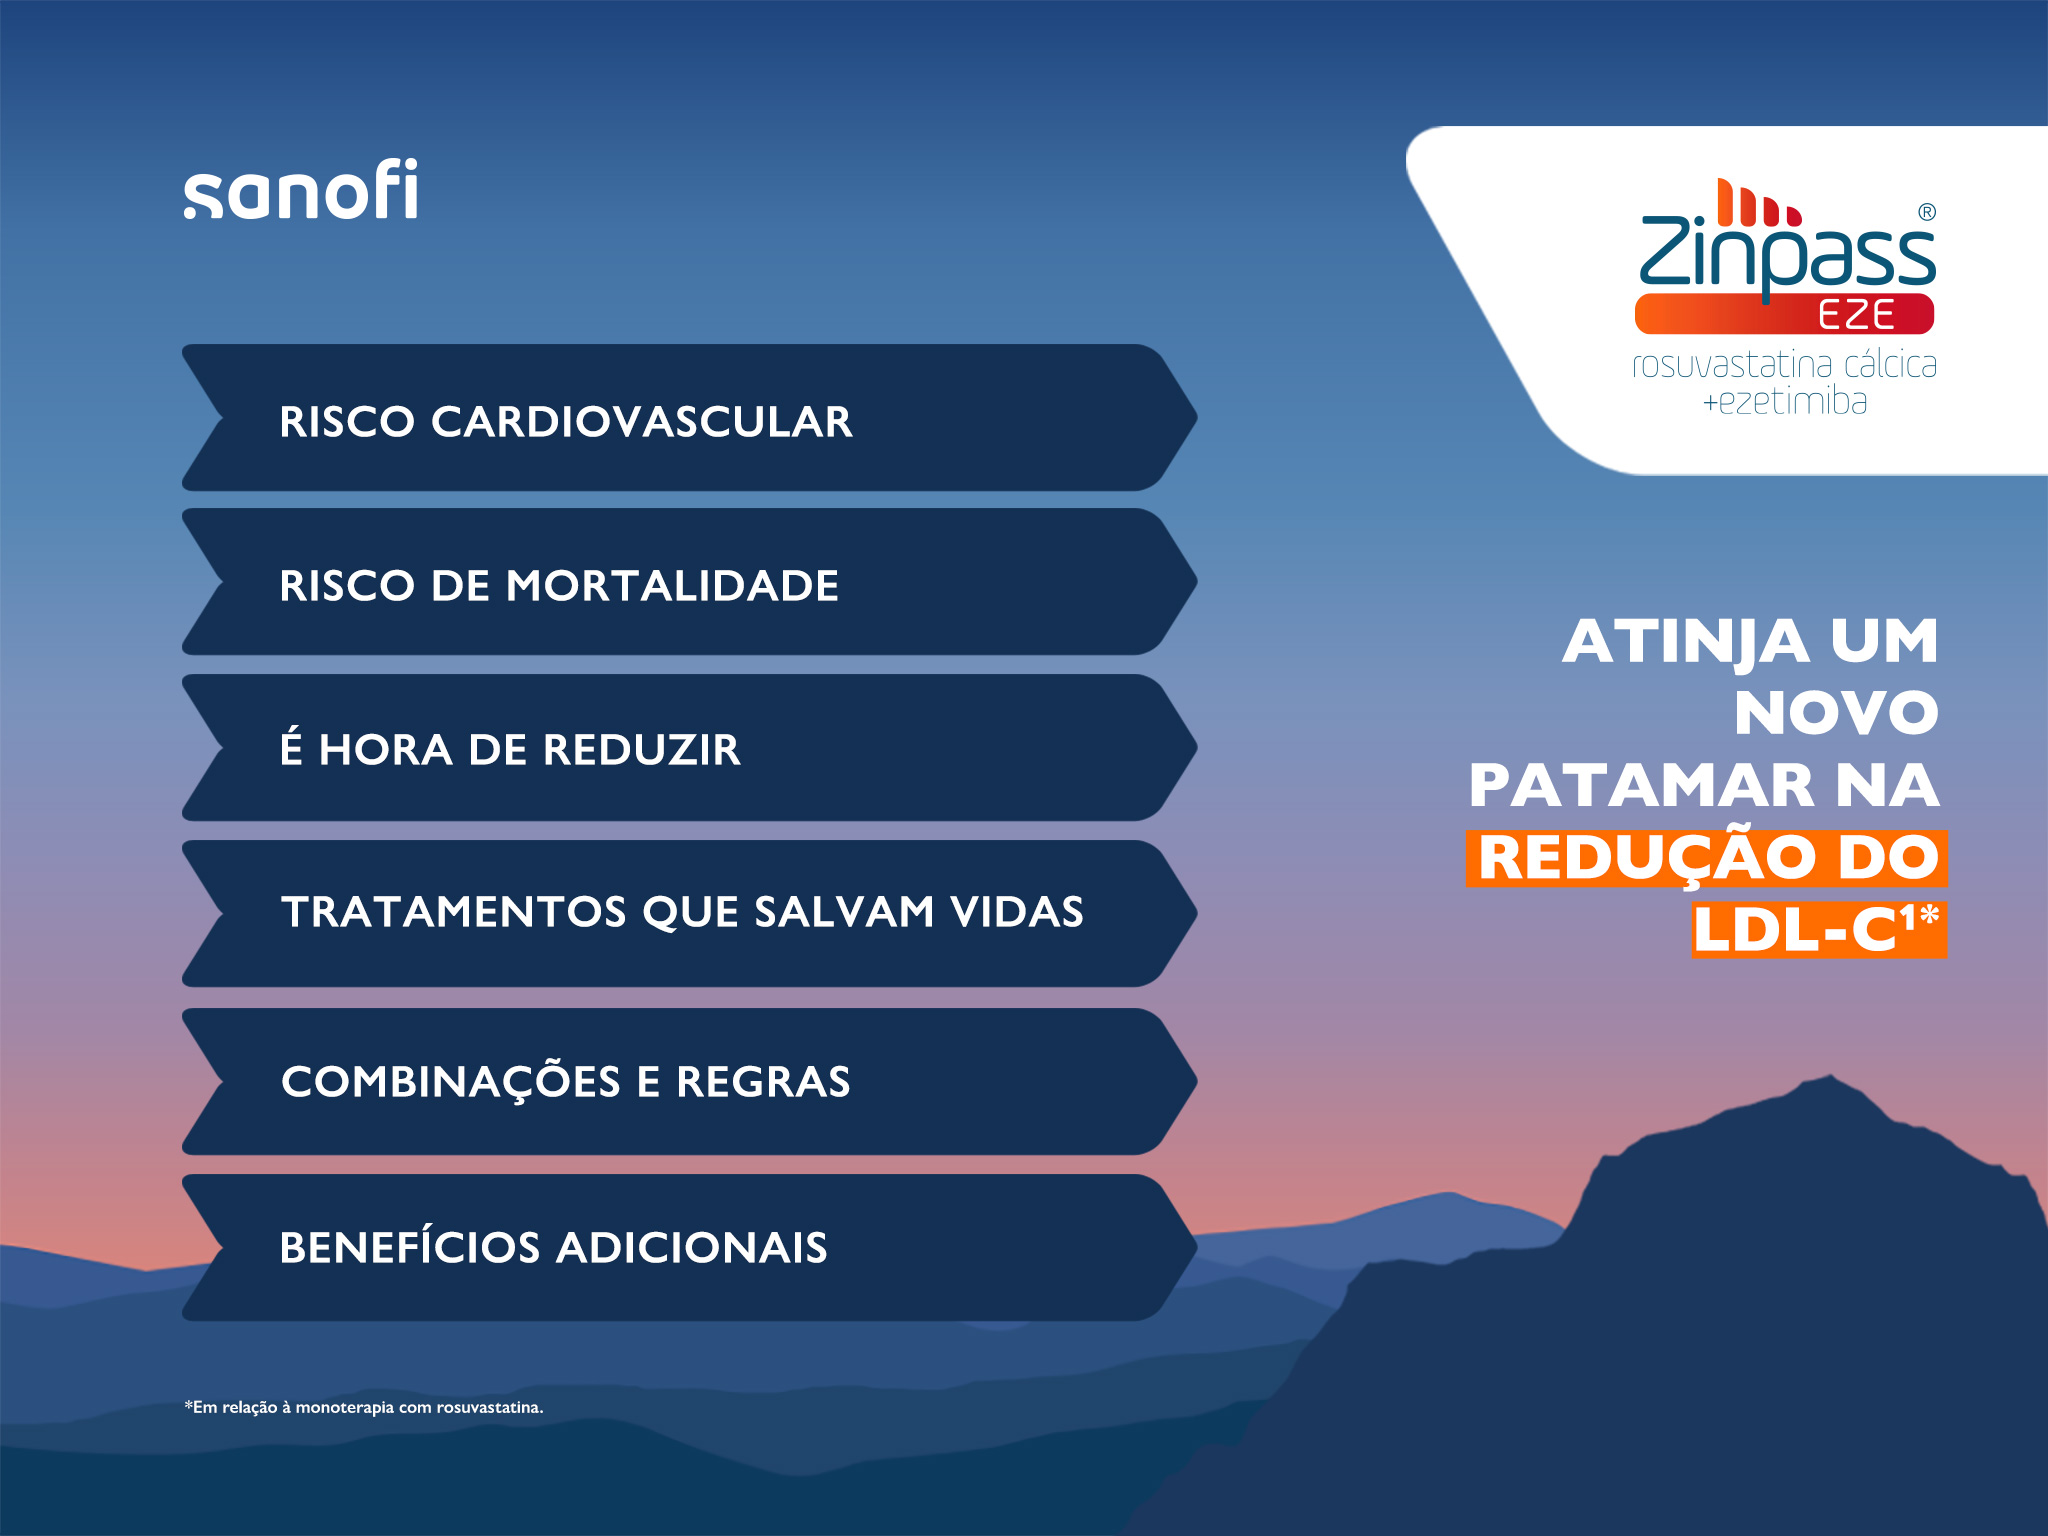 sanofi
RISCO CARDIOVASCULAR
RISCO DE MORTALIDADE
É HORA DE REDUZIR
TRATAMENTOS QUE SALVAM VIDAS
COMBINAÇÕES E REGRAS
BENEFÍCIOS ADICIONAIS
*Em relação à monoterapia com rosuvastatina.
Zinpass®
EZE
rosuvastatina cálcica
+ezetimiba
ATINJA UM
NOVO
PATAMAR NA
REDUÇÃO DO
LDL-C¹*